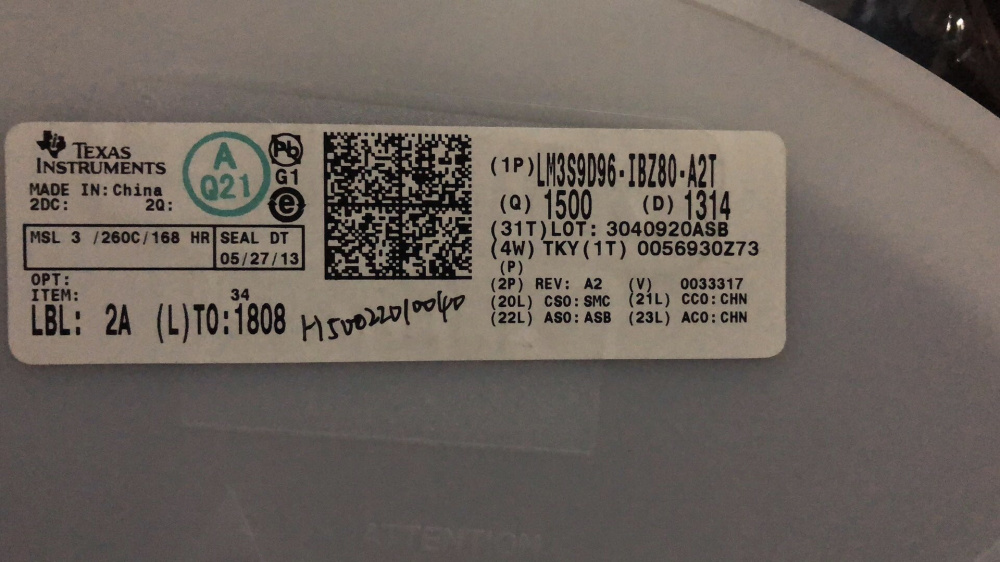 TEXAS
INSTRUMENTS
MADE IN: China
2DC: 2Q:
A
Q21
Pb
G1
e
MSL 3 /260C/168 HR
SEAL DT
05/27/13
OPT:
ITEM: 34
LBL: 2A (L)TO:1808
H50022010040
(1P)LM3S9D96-IBZ80-A2T
(Q) 1500 (D) 1314
(31T)LOT: 3040920ASB
(4W) TKY(1T) 0056930Z73
(P)
(2P) REV: A2 (V) 0033317
(20L) CSO:SMC (21L) CCO:CHN
(22L) ASO:ASB (23L) ACO:CHN
ATTENTION